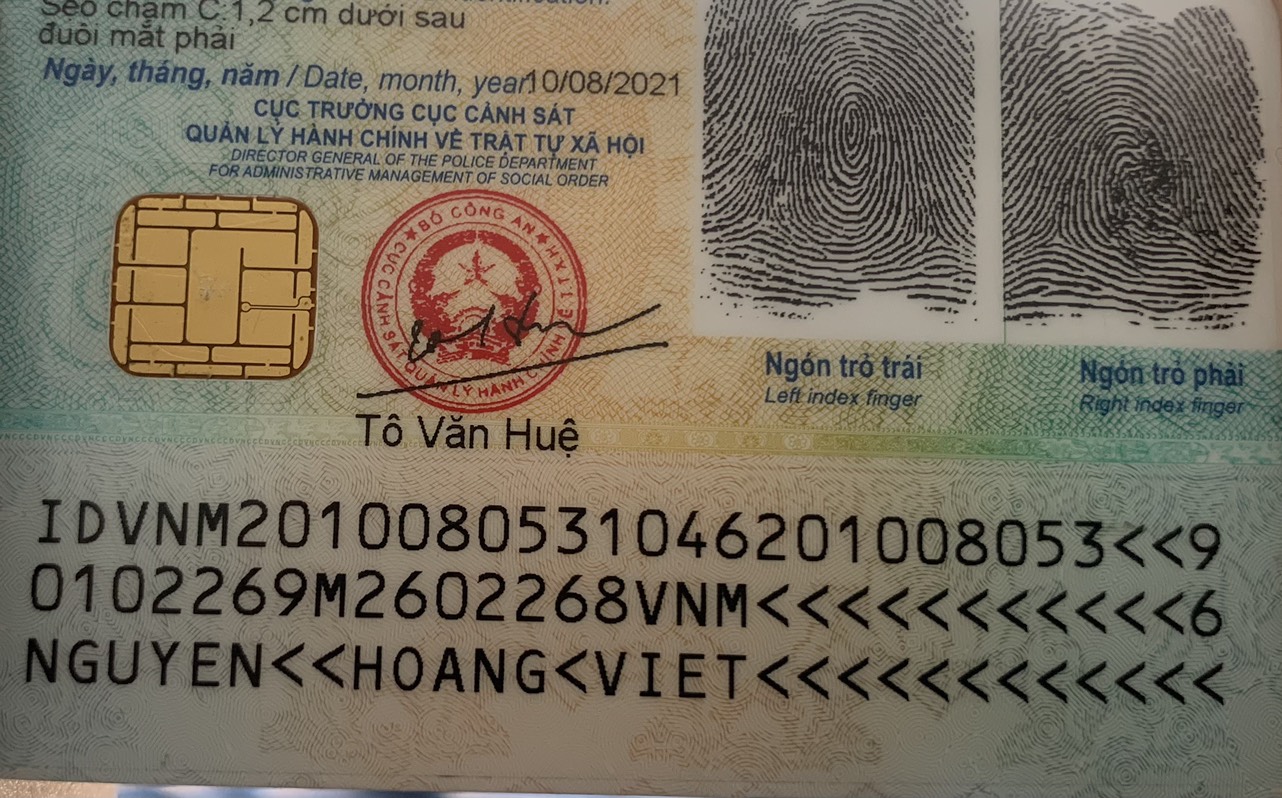 Sẹo chấm C:1,2 cm dưới sau
đuôi mắt phải
Ngày, tháng, năm / Date, month, year 10/08/2021
CỤC TRƯỞNG CỤC CẢNH SÁT
QUẢN LÝ HÀNH CHÍNH VỀ TRẬT TỰ XÃ HỘI
DIRECTOR GENERAL OF THE POLICE DEPARTMENT
FOR ADMINISTRATIVE MANAGEMENT OF SOCIAL ORDER
BỘ CÔNG AN
CỤC CẢNH SÁT QUẢN LÝ HÀNH CHÍNH VỀ TTXH
Tô Văn Huệ
Ngón trỏ trái
Left index finger
Ngón trỏ phải
Right index finger
IDVNM2010080531046201008053<<9
0102269M2602268VNM<<<<<<<<<<<6
NGUYEN<<HOANG<VIET<<<<<<<<<<<<